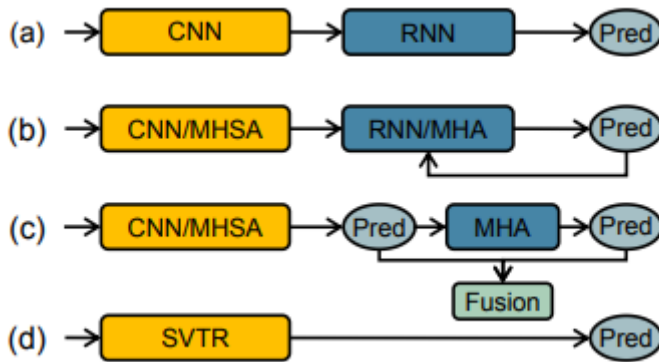 (a) CNN RNN Pred
(b) CNN/MHSA RNN/MHA Pred
(c) CNN/MHSA Pred MHA Pred
Fusion
(d) SVTR Pred